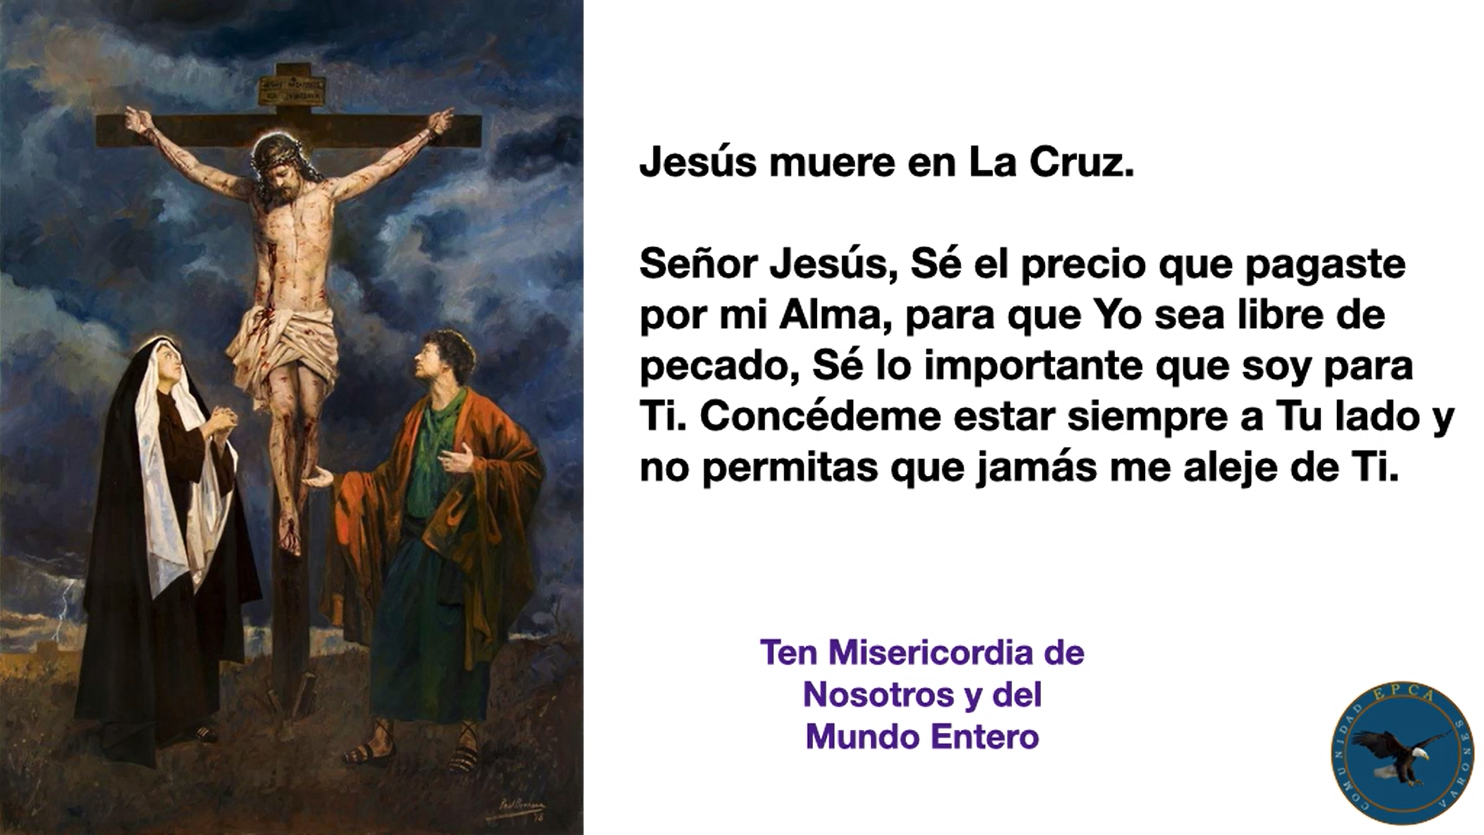 Jesús muere en La Cruz.
Señor Jesús, Sé el precio que pagaste
por mi Alma, para que Yo sea libre de
pecado, Sé lo importante que soy para
Ti. Concédeme estar siempre a Tu lado y
no permitas que jamás me aleje de Ti.
Ten Misericordia de
Nosotros y del
Mundo Entero
COMUNIDAD EPCA VARONES